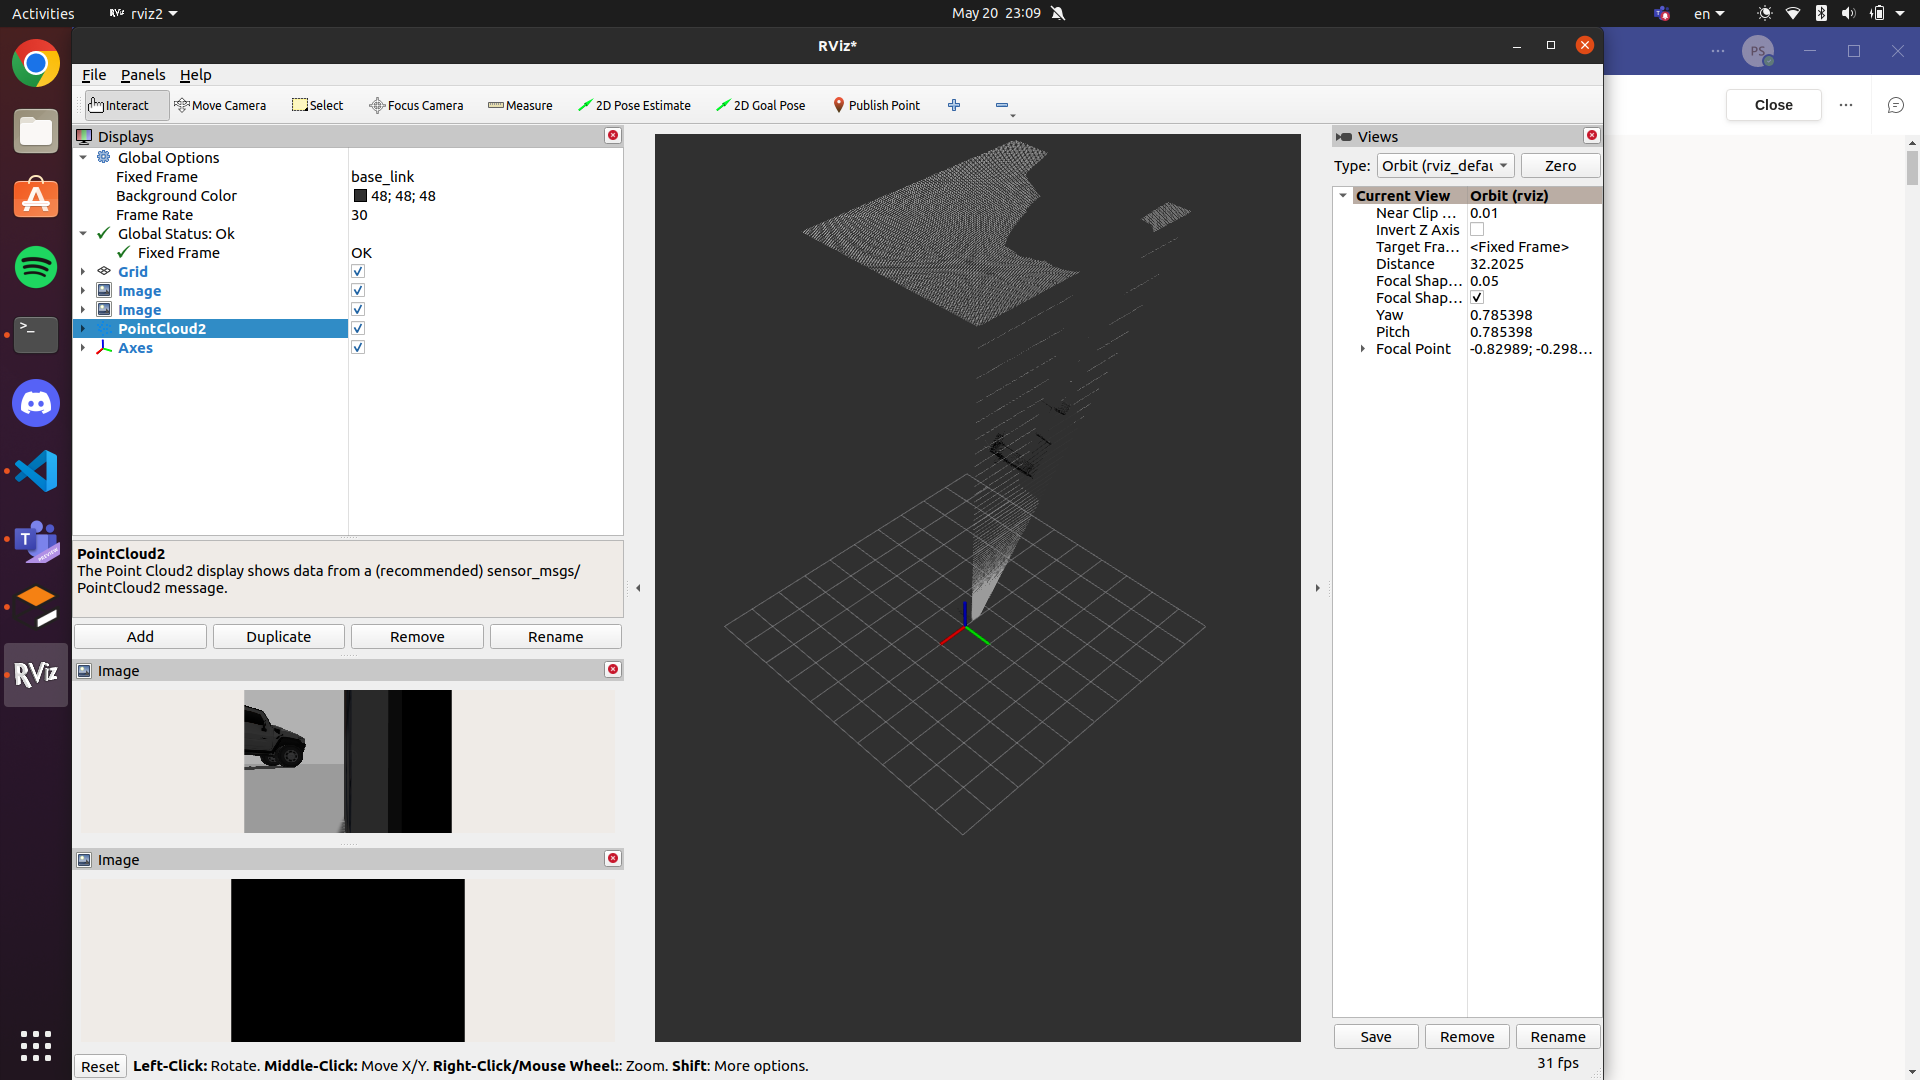 Activities
rviz2
May 20 23:09
en
RViz*
PS
File Panels Help
Interact Move Camera Select Focus Camera Measure 2D Pose Estimate 2D Goal Pose Publish Point
Close
Displays
Global Options
Fixed Frame base_link
Background Color 48; 48; 48
Frame Rate 30
Global Status: Ok
Fixed Frame OK
Grid
Image
Image
PointCloud2
Axes
PointCloud2
The Point Cloud2 display shows data from a (recommended) sensor_msgs/
PointCloud2 message.
Add Duplicate Remove Rename
Image
Image
Reset
Left-Click: Rotate. Middle-Click: Move X/Y. Right-Click/Mouse Wheel:: Zoom. Shift: More options.
Views
Type: Orbit (rviz_defau Zero
Current View Orbit (rviz)
Near Clip ... 0.01
Invert Z Axis
Target Fra... <Fixed Frame>
Distance 32.2025
Focal Shap... 0.05
Focal Shap...
Yaw 0.785398
Pitch 0.785398
Focal Point -0.82989; -0.298...
Save Remove Rename
31 fps
RViz
T
PREVIEW